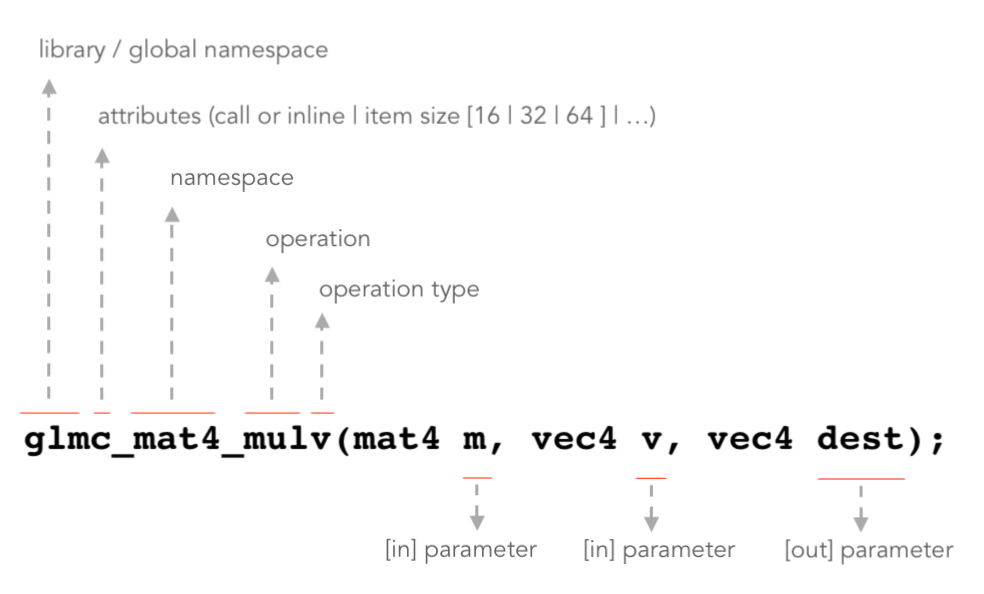 library / global namespace
attributes (call or inline | item size [16 | 32 | 64 ] | ...)
namespace
operation
operation type
glmc_mat4_mulv(mat4 m, vec4 v, vec4 dest);
[in] parameter [in] parameter [out] parameter